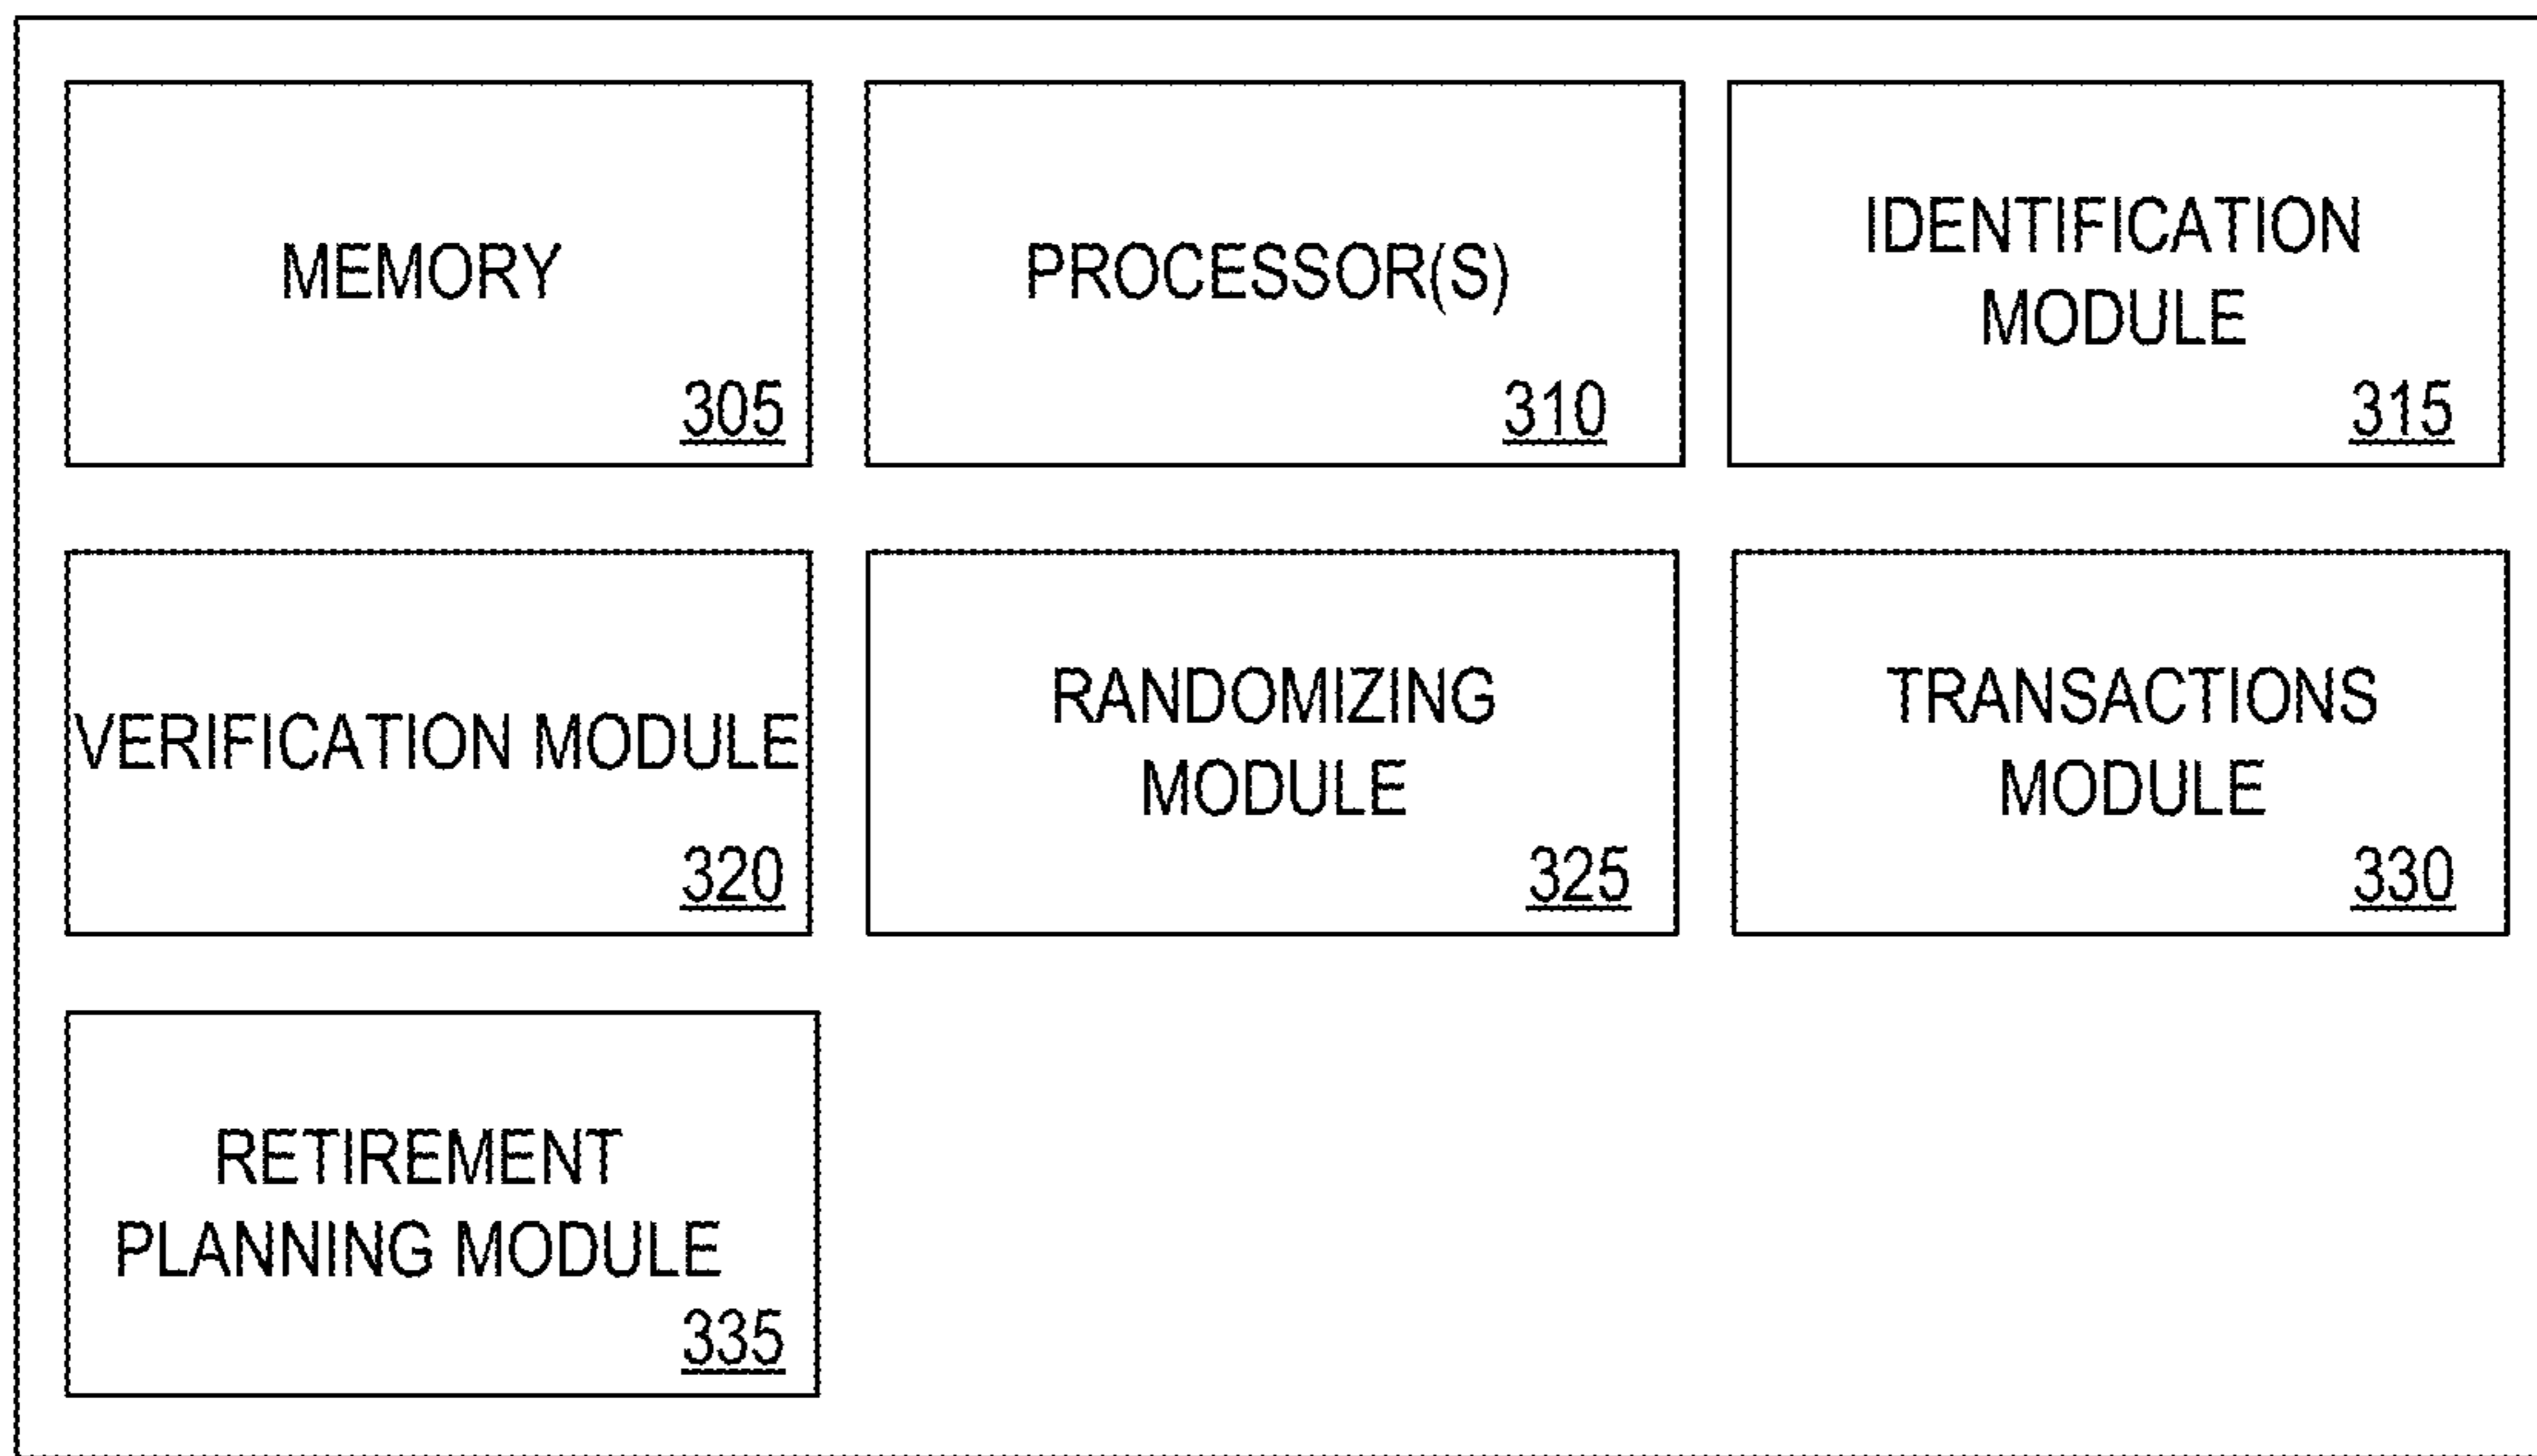 MEMORY
305
PROCESSOR(S)
310
IDENTIFICATION
MODULE
315
VERIFICATION MODULE
320
RANDOMIZING
MODULE
325
TRANSACTIONS
MODULE
330
RETIREMENT
PLANNING MODULE
335